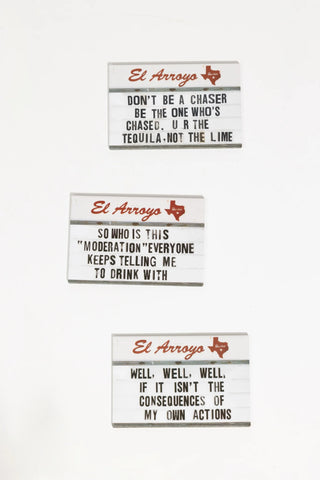 El Arroyo
DON'T BE A CHASER
BE THE ONE WHO'S
CHASED. U R THE
TEQUILA. NOT THE LIME
El Arroyo
SO WHO IS THIS
"MODERATION" EVERYONE
KEEPS TELLING ME
TO DRINK WITH
El Arroyo
WELL, WELL, WELL.
IF IT ISN'T THE
CONSEQUENCES OF
MY OWN ACTIONS